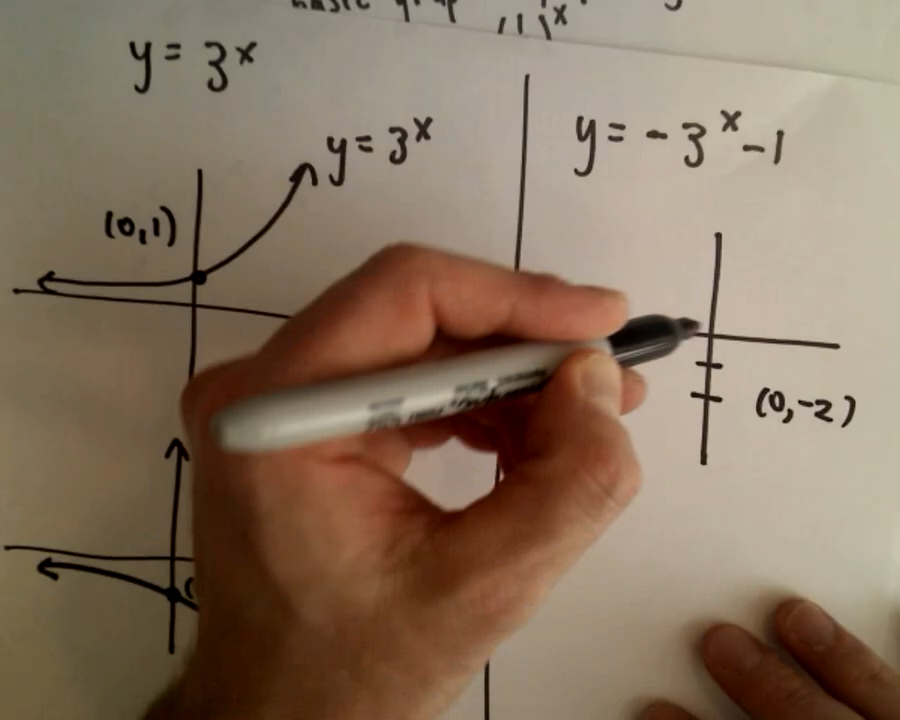 y = 3^x
y = 3^x
(0,1)
y = -3^x - 1
(0,-2)